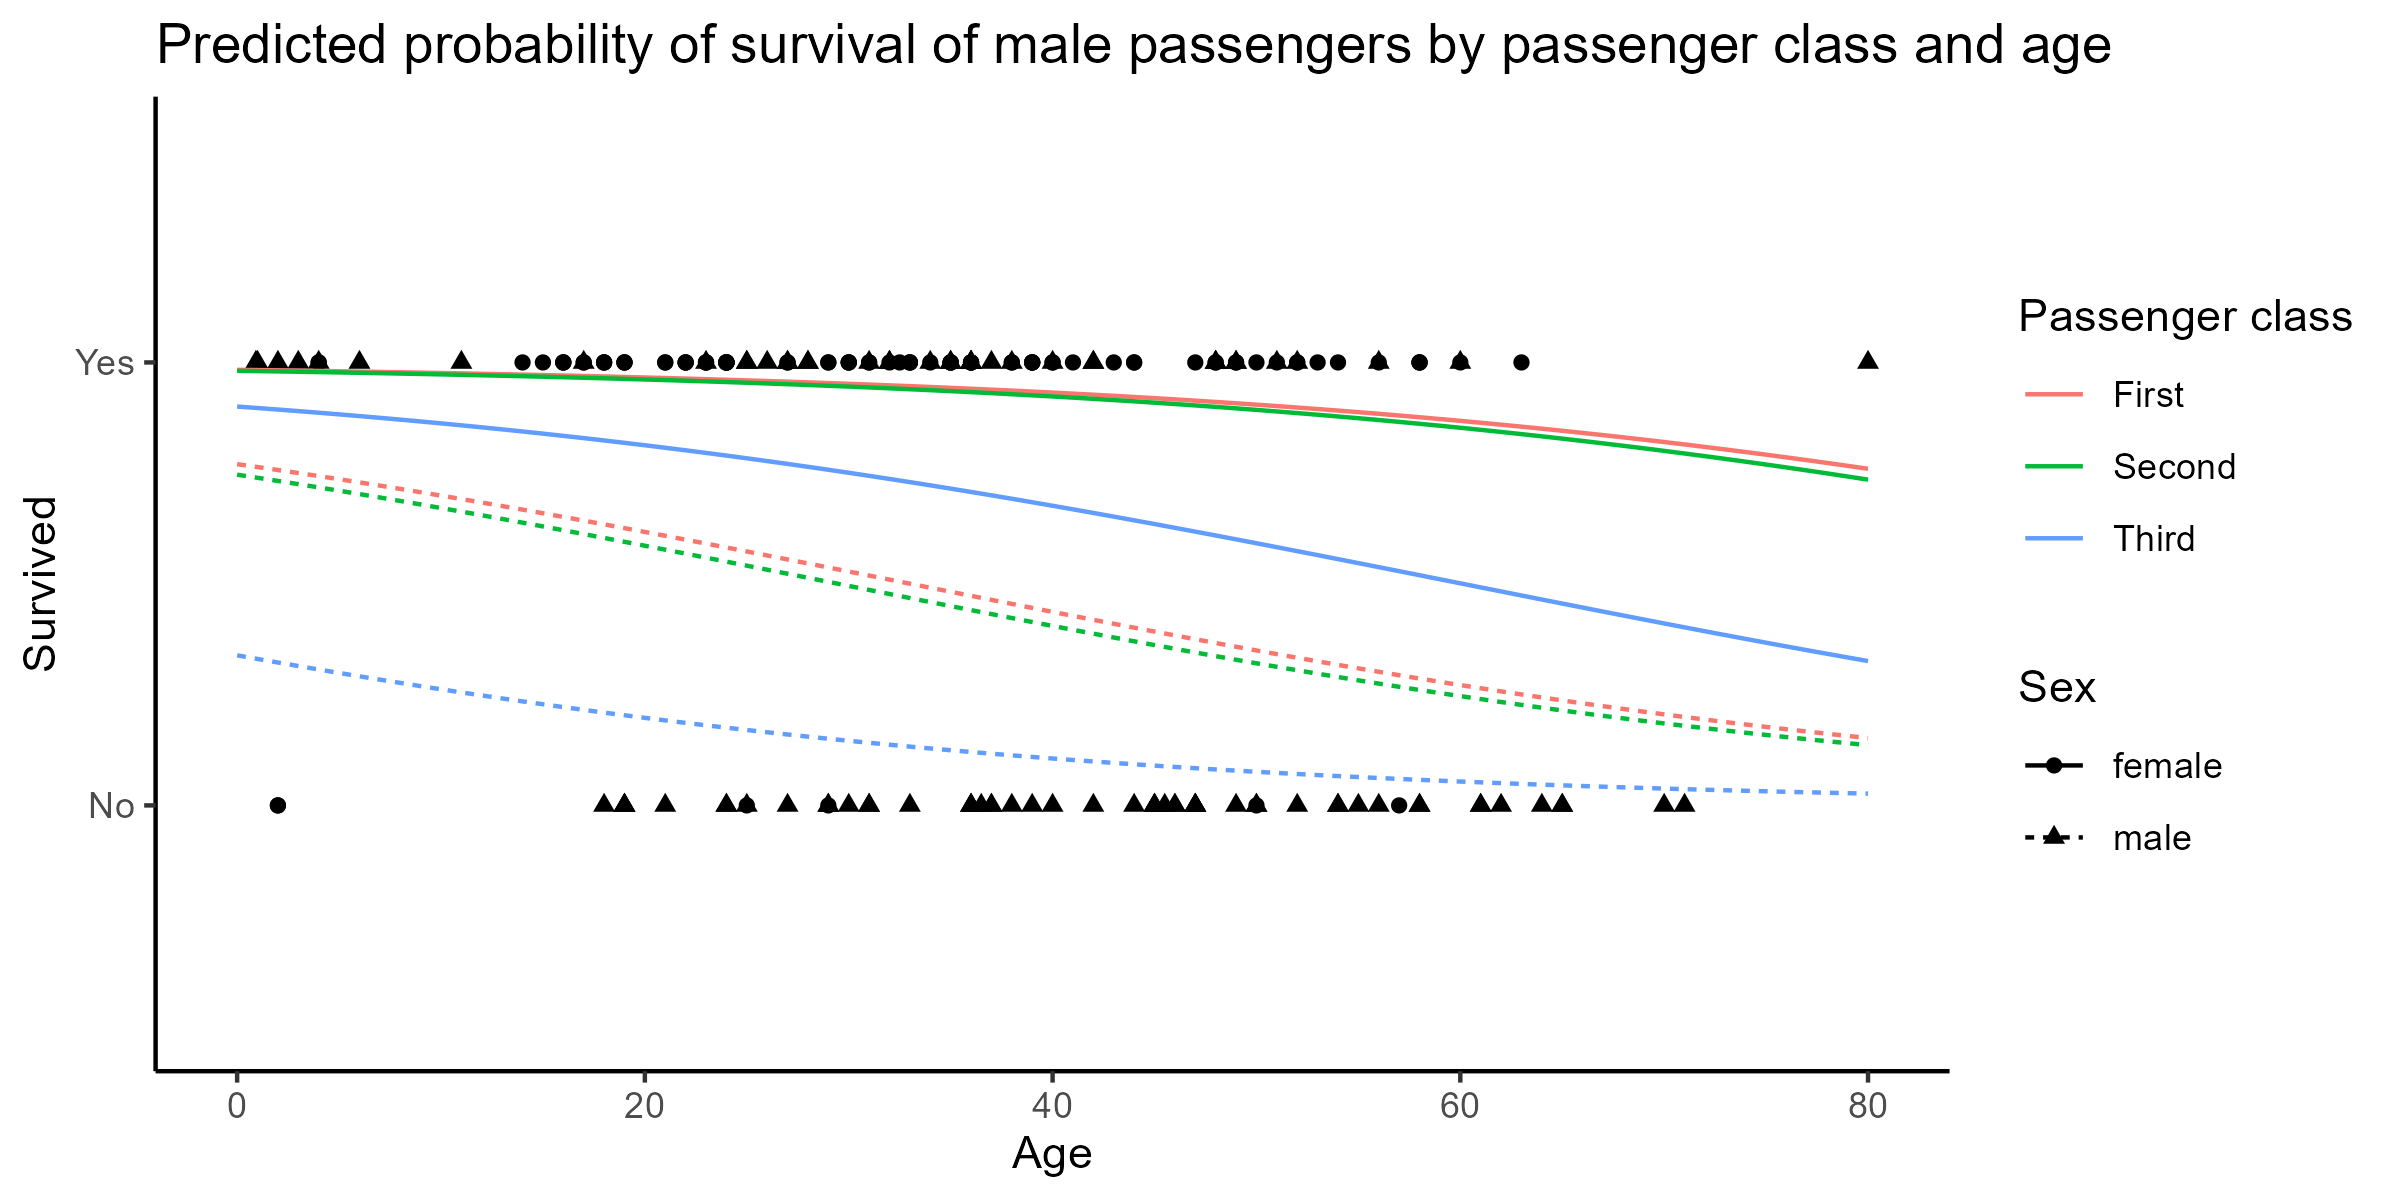 Predicted probability of survival of male passengers by passenger class and age
Survived
Yes
No
0
20
40
60
80
Age
Passenger class
First
Second
Third
Sex
female
male